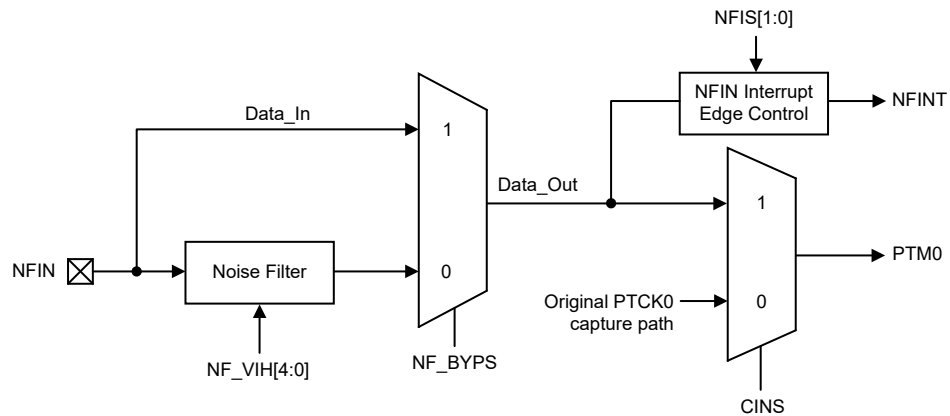 NFIS[1:0]
NFIN Interrupt
Edge Control
NFINT
Data_In
1
Data_Out
1
NFIN
Noise Filter
0
PTM0
Original PTCK0
capture path
0
NF_VIH[4:0]
NF_BYPS
CINS